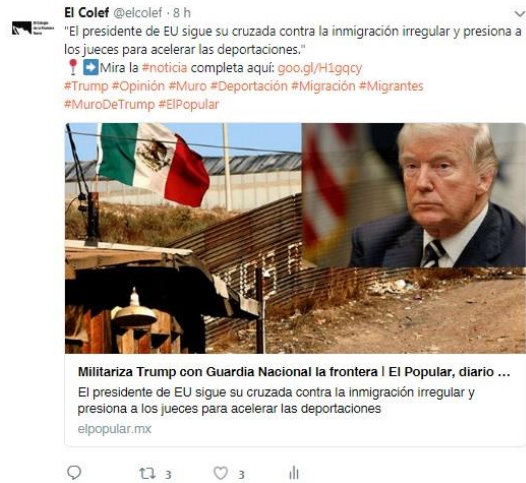 El Colef @elcolef · 8 h
"El presidente de EU sigue su cruzada contra la inmigración irregular y presiona a
los jueces para acelerar las deportaciones."
Mira la #noticia completa aquí: goo.gl/H1gqcy
#Trump #Opinión #Muro #Deportación #Migración #Migrantes
#MuroDeTrump #ElPopular
Militariza Trump con Guardia Nacional la frontera | El Popular, diario ...
El presidente de EU sigue su cruzada contra la inmigración irregular y
presiona a los jueces para acelerar las deportaciones
elpopular.mx
3 3